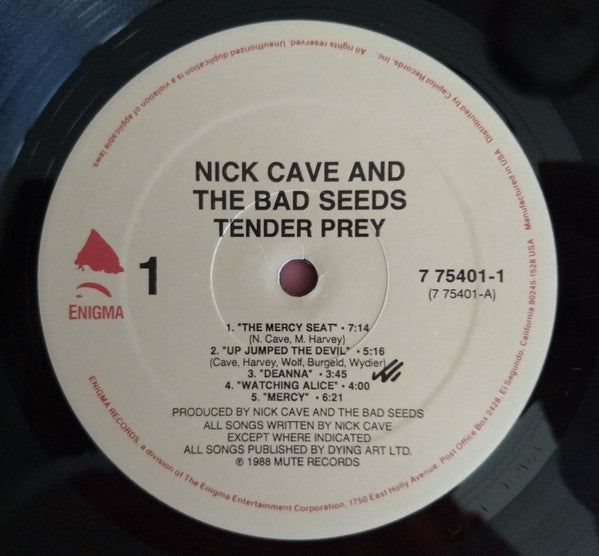 NICK CAVE AND
THE BAD SEEDS
TENDER PREY
ENIGMA
1
7 75401-1
(7 75401-A)
1. "THE MERCY SEAT" • 7:14
(N. Cave, M. Harvey)
2. "UP JUMPED THE DEVIL" • 5:16
(Cave, Harvey, Wolf, Burgeld, Wydler)
3. "DEANNA" • 3:45
4. "WATCHING ALICE" • 4:00
5. "MERCY" • 6:21
PRODUCED BY NICK CAVE AND THE BAD SEEDS
ALL SONGS WRITTEN BY NICK CAVE
EXCEPT WHERE INDICATED
ALL SONGS PUBLISHED BY DYING ART LTD.
℗ 1988 MUTE RECORDS
ENIGMA RECORDS, a division of The Enigma Entertainment Corporation, 1750 East Holly Avenue, Post Office Box 2428, El Segundo, California 90245-1528 USA Manufactured in USA Distributed by Capitol Records, Inc. All rights reserved. Unauthorized duplication is a violation of applicable laws.